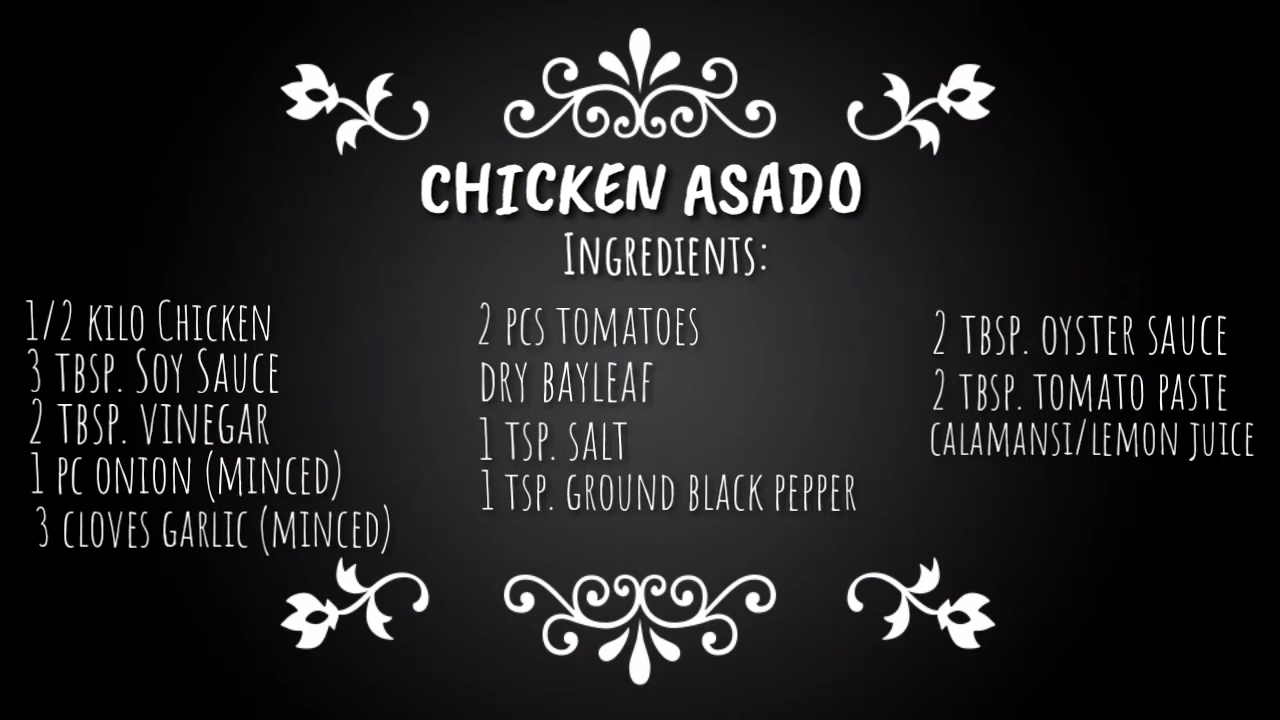 CHICKEN ASADO
INGREDIENTS:
1/2 KILO CHICKEN
3 TBSP. SOY SAUCE
2 TBSP. VINEGAR
1 PC ONION (MINCED)
3 CLOVES GARLIC (MINCED)
2 PCS TOMATOES
DRY BAYLEAF
1 TSP. SALT
1 TSP. GROUND BLACK PEPPER
2 TBSP. OYSTER SAUCE
2 TBSP. TOMATO PASTE
CALAMANSI/LEMON JUICE